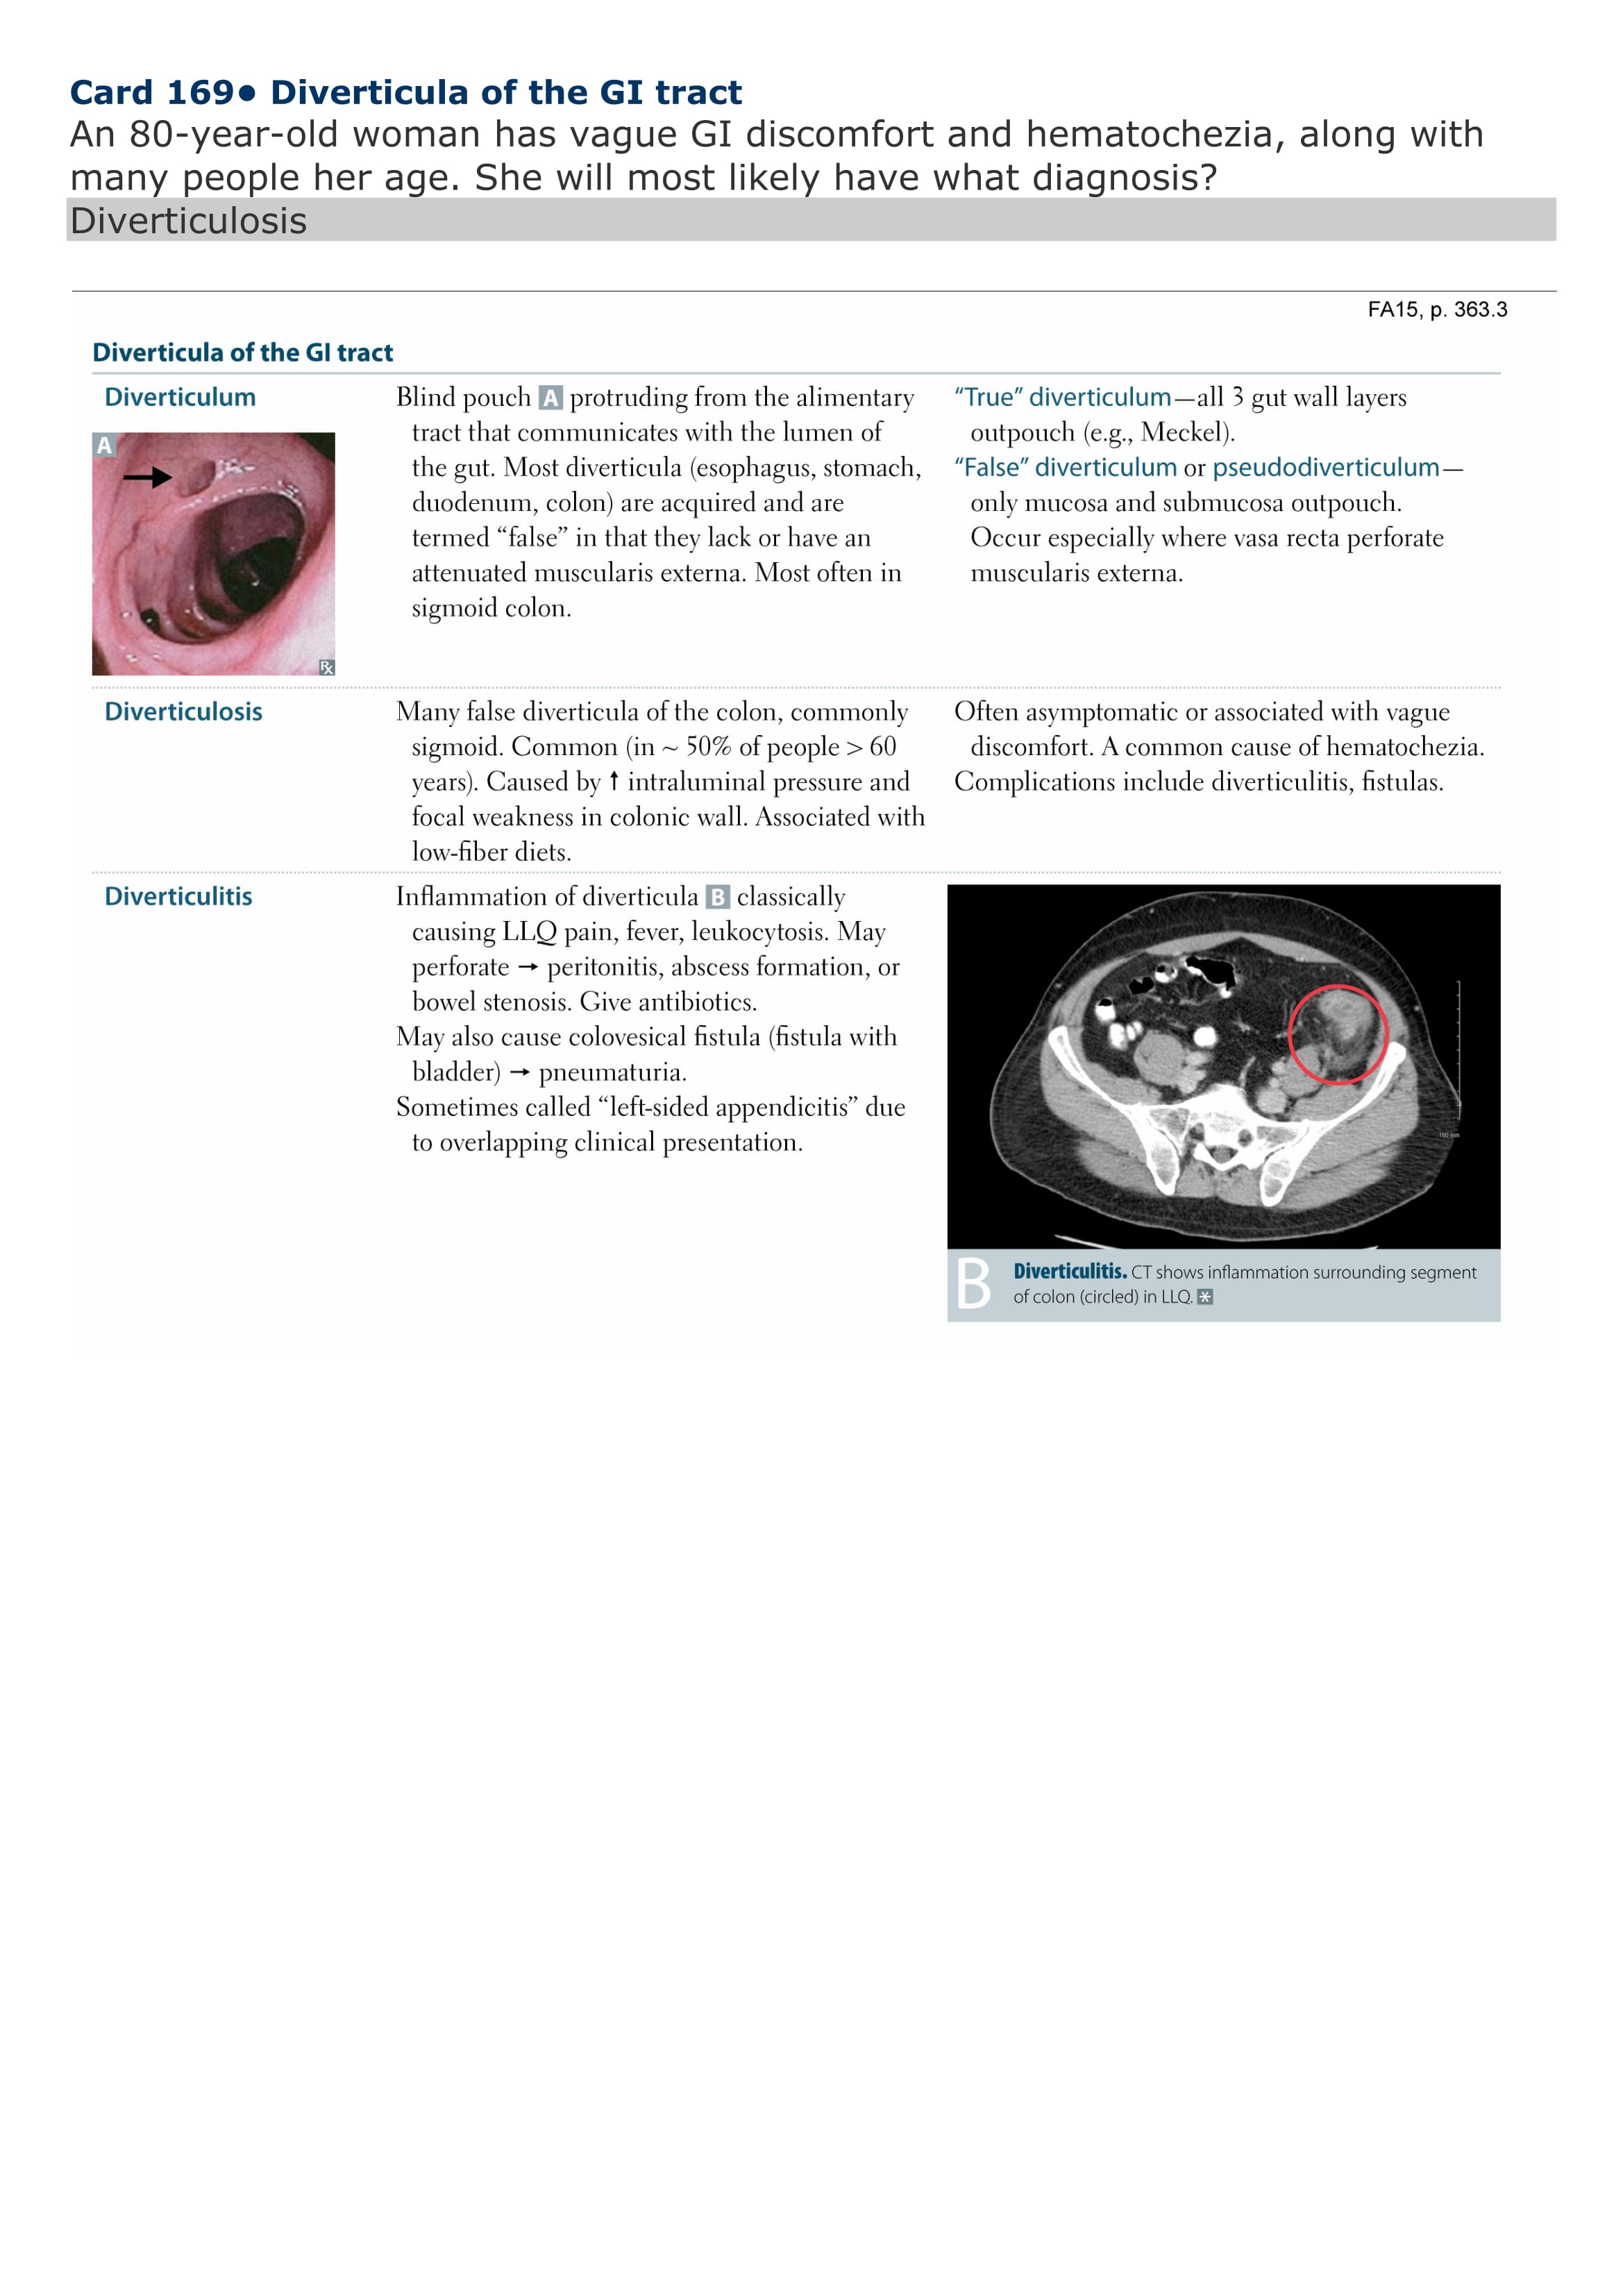 Card 169• Diverticula of the GI tract
An 80-year-old woman has vague GI discomfort and hematochezia, along with
many people her age. She will most likely have what diagnosis?
Diverticulosis
FA15, p. 363.3
Diverticula of the GI tract
Diverticulum
A
Rx
Blind pouch A protruding from the alimentary
tract that communicates with the lumen of
the gut. Most diverticula (esophagus, stomach,
duodenum, colon) are acquired and are
termed “false” in that they lack or have an
attenuated muscularis externa. Most often in
sigmoid colon.
“True” diverticulum—all 3 gut wall layers
outpouch (e.g., Meckel).
“False” diverticulum or pseudodiverticulum—
only mucosa and submucosa outpouch.
Occur especially where vasa recta perforate
muscularis externa.
Diverticulosis
Many false diverticula of the colon, commonly
sigmoid. Common (in ~ 50% of people > 60
years). Caused by ↑ intraluminal pressure and
focal weakness in colonic wall. Associated with
low-fiber diets.
Often asymptomatic or associated with vague
discomfort. A common cause of hematochezia.
Complications include diverticulitis, fistulas.
Diverticulitis
Inflammation of diverticula B classically
causing LLQ pain, fever, leukocytosis. May
perforate → peritonitis, abscess formation, or
bowel stenosis. Give antibiotics.
May also cause colovesical fistula (fistula with
bladder) → pneumaturia.
Sometimes called “left-sided appendicitis” due
to overlapping clinical presentation.
100 mm
B
Diverticulitis. CT shows inflammation surrounding segment
of colon (circled) in LLQ. *